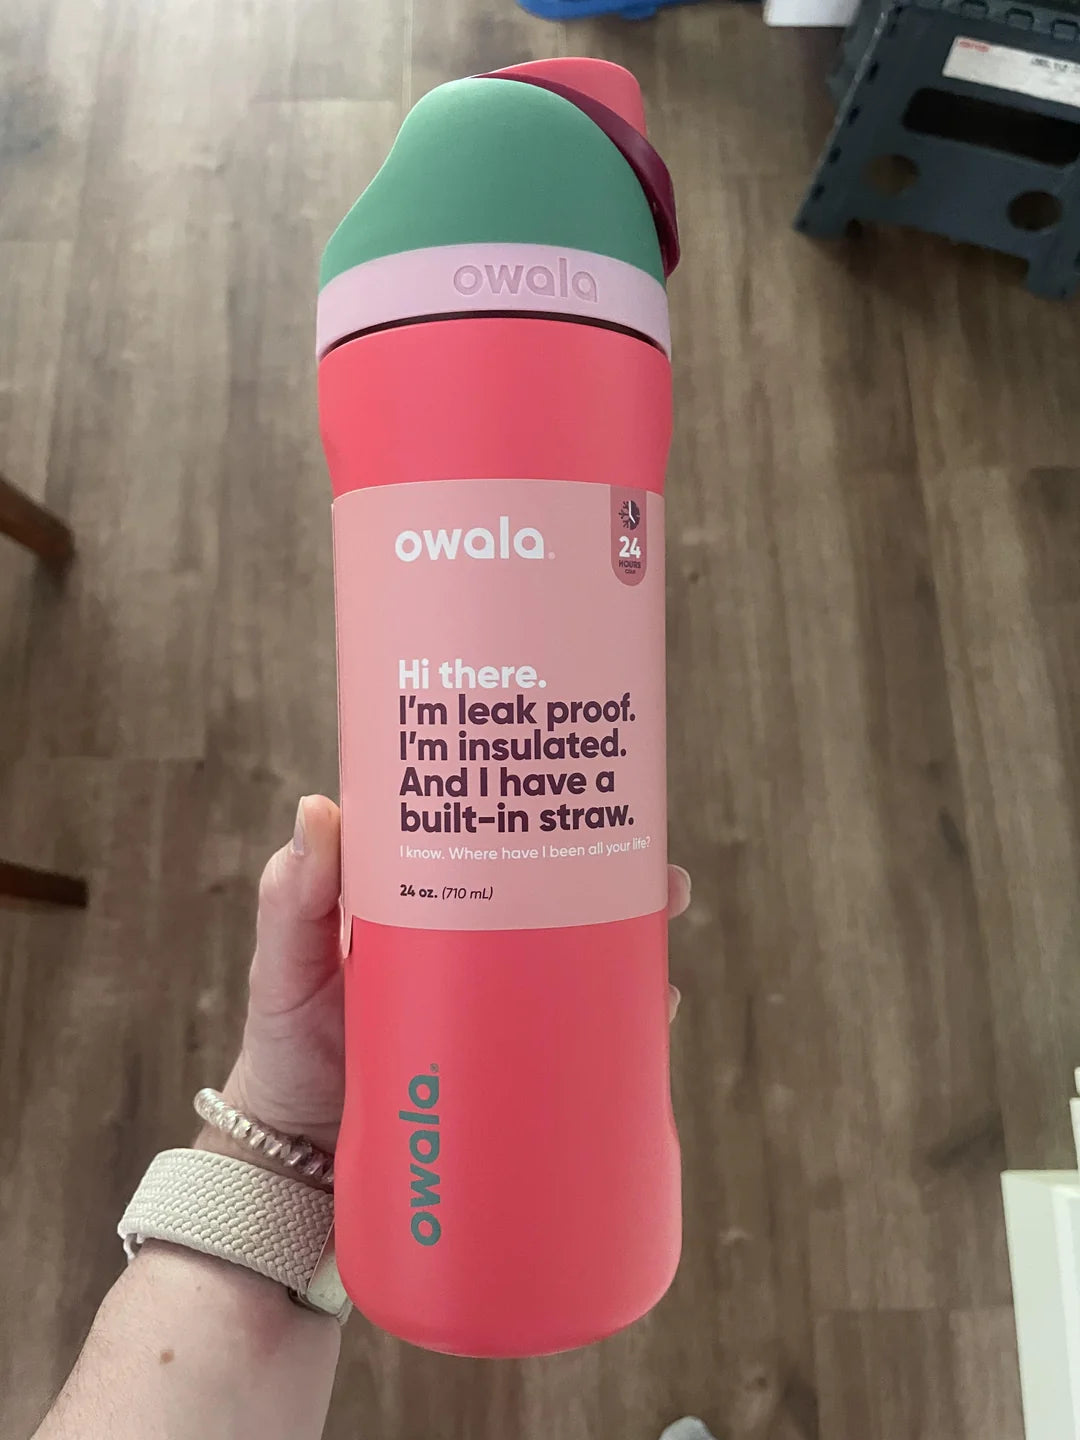 owala
owala®
24
HOURS
COLD
Hi there.
I'm leak proof.
I'm insulated.
And I have a
built-in straw.
I know. Where have I been all your life?
24 oz. (710 mL)
owala®